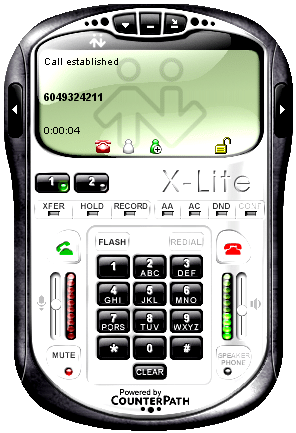 Call established
6049324211
0:00:04
1 2 X-Lite
XFER HOLD RECORD AA AC DND CONF
FLASH REDIAL
1 2 ABC 3 DEF
4 GHI 5 JKL 6 MNO
7 PQRS 8 TUV 9 WXYZ
* 0 #
MUTE CLEAR SPEAKER PHONE
Powered by
COUNTERPATH